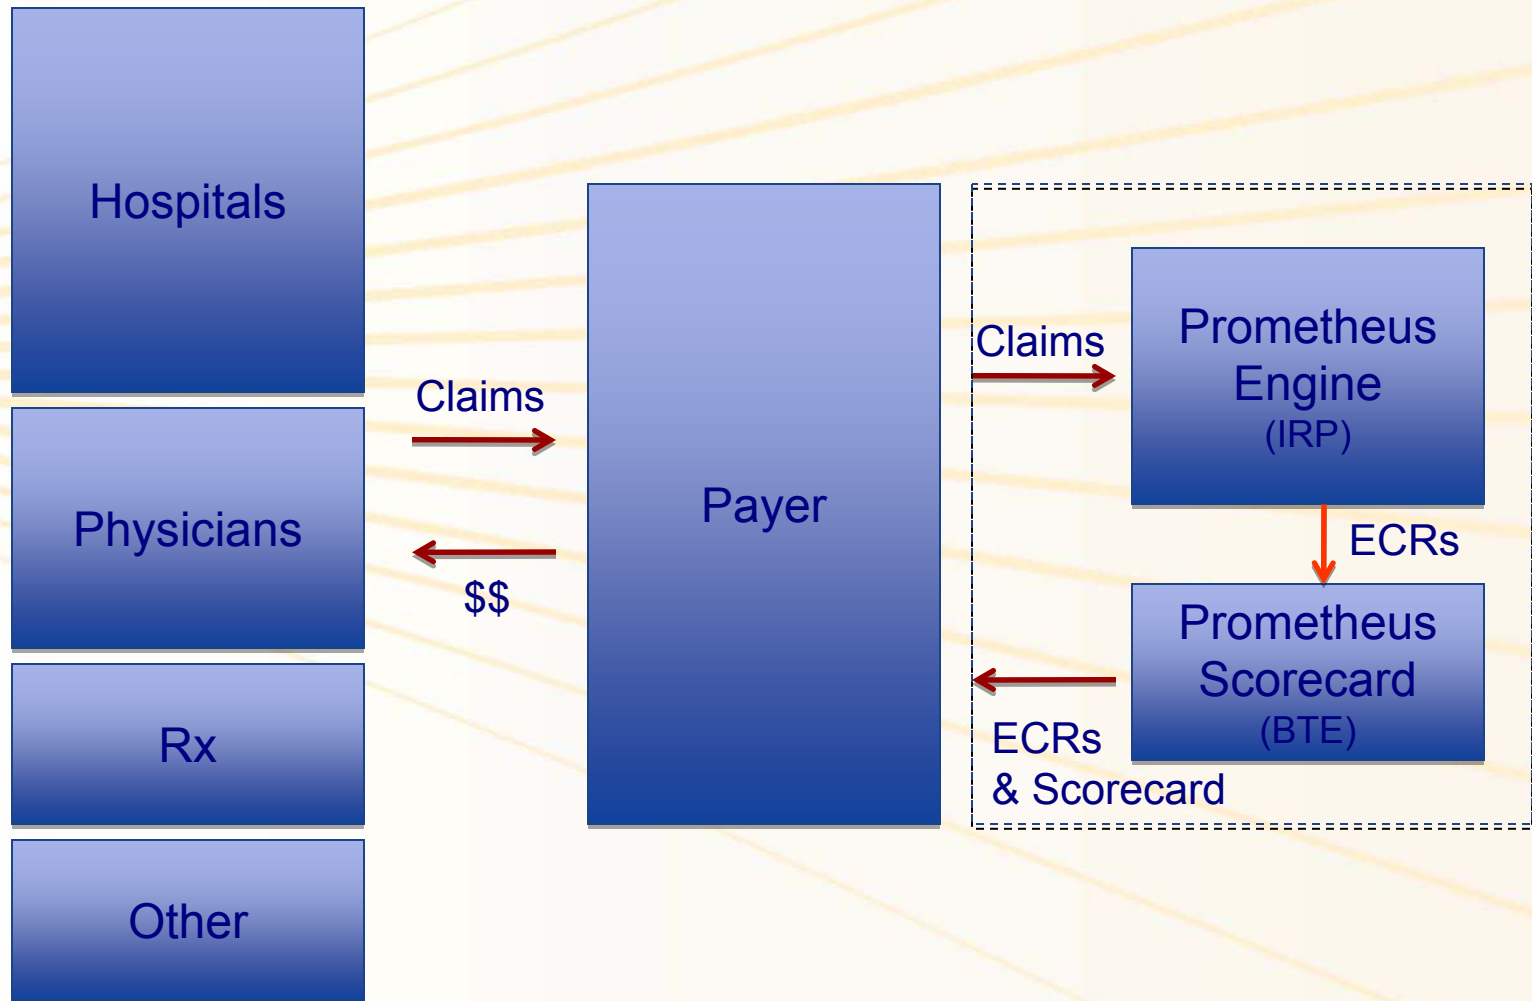 Hospitals
Physicians
Rx
Other
Claims
$$
Payer
Claims
Prometheus
Engine
(IRP)
ECRs
Prometheus
Scorecard
(BTE)
ECRs
& Scorecard